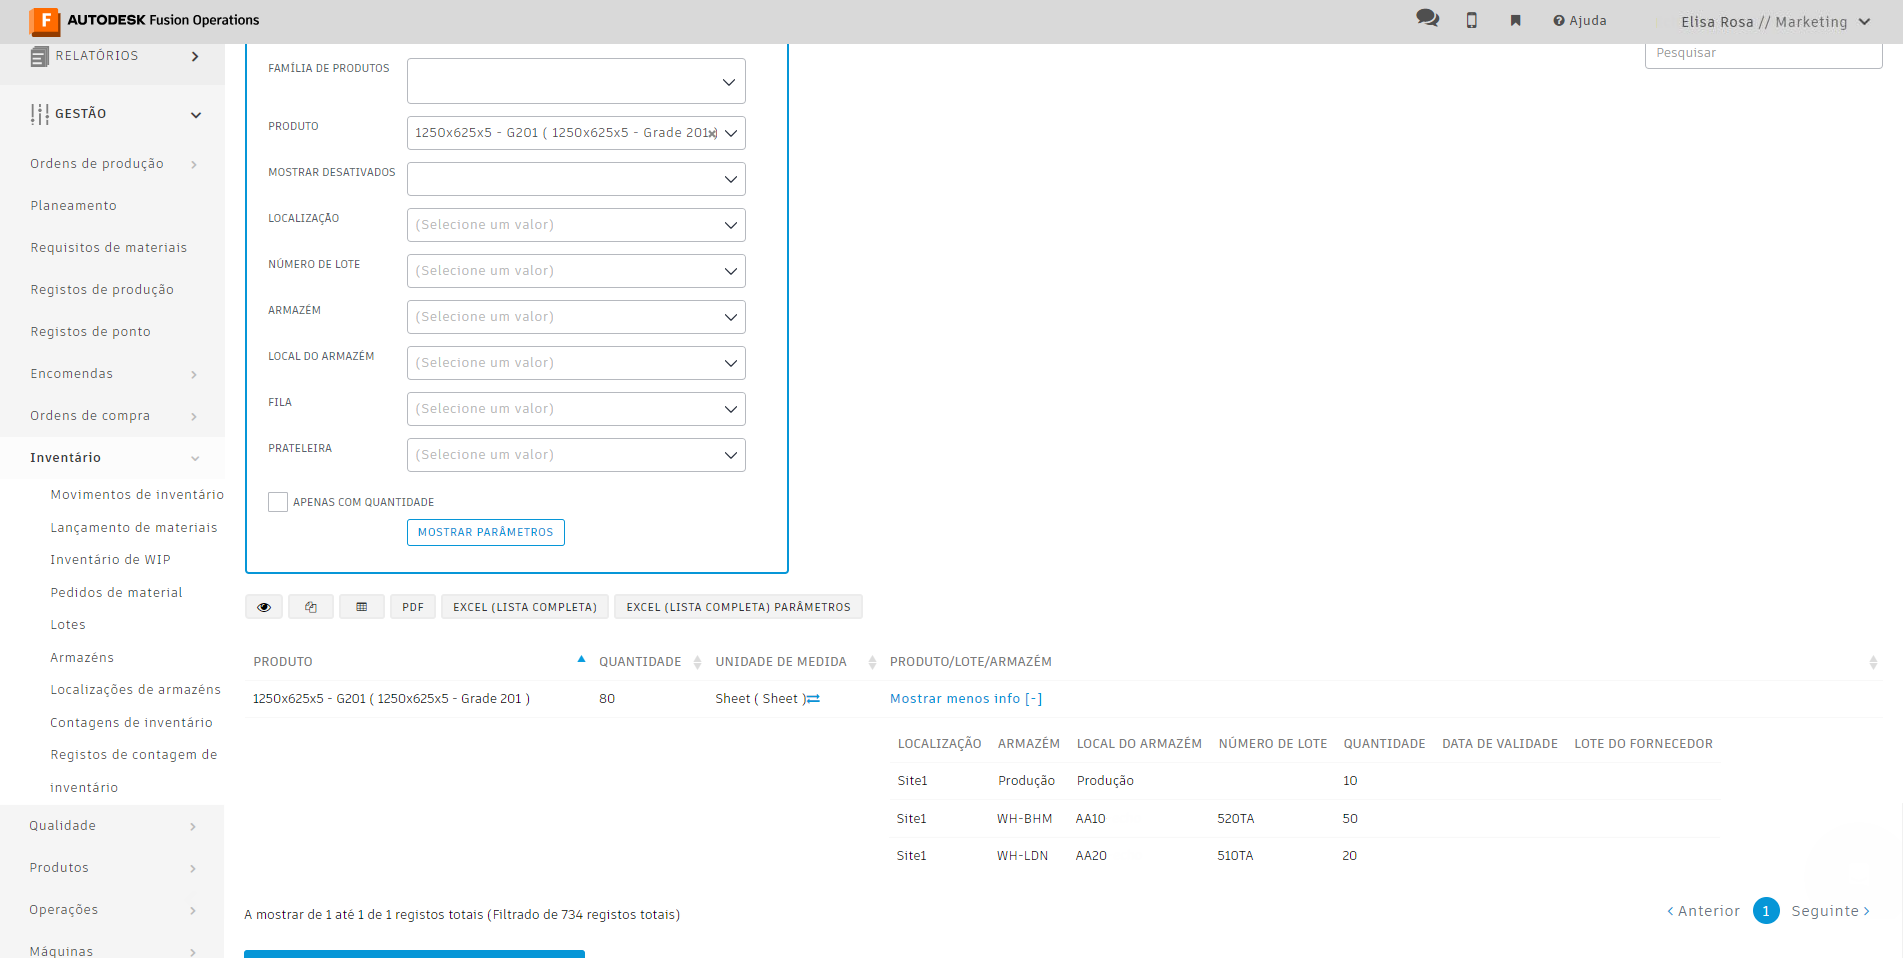 F AUTODESK Fusion Operations
Ajuda
Elisa Rosa // Marketing
RELATÓRIOS
GESTÃO
Ordens de produção
Planeamento
Requisitos de materiais
Registos de produção
Registos de ponto
Encomendas
Ordens de compra
Inventário
Movimentos de inventário
Lançamento de materiais
Inventário de WIP
Pedidos de material
Lotes
Armazéns
Localizações de armazéns
Contagens de inventário
Registos de contagem de
inventário
Qualidade
Produtos
Operações
Máquinas
Pesquisar
FAMÍLIA DE PRODUTOS
PRODUTO 1250x625x5 - G201 ( 1250x625x5 - Grade 201 )
MOSTRAR DESATIVADOS
LOCALIZAÇÃO (Selecione um valor)
NÚMERO DE LOTE (Selecione um valor)
ARMAZÉM (Selecione um valor)
LOCAL DO ARMAZÉM (Selecione um valor)
FILA (Selecione um valor)
PRATELEIRA (Selecione um valor)
APENAS COM QUANTIDADE
MOSTRAR PARÂMETROS
PDF EXCEL (LISTA COMPLETA) EXCEL (LISTA COMPLETA) PARÂMETROS
PRODUTO QUANTIDADE UNIDADE DE MEDIDA PRODUTO/LOTE/ARMAZÉM
1250x625x5 - G201 ( 1250x625x5 - Grade 201 ) 80 Sheet ( Sheet ) Mostrar menos info [-]
LOCALIZAÇÃO ARMAZÉM LOCAL DO ARMAZÉM NÚMERO DE LOTE QUANTIDADE DATA DE VALIDADE LOTE DO FORNECEDOR
Site1 Produção Produção 10
Site1 WH-BHM AA10 520TA 50
Site1 WH-LDN AA20 510TA 20
A mostrar de 1 até 1 de 1 registos totais (Filtrado de 734 registos totais)
‹ Anterior 1 Seguinte ›